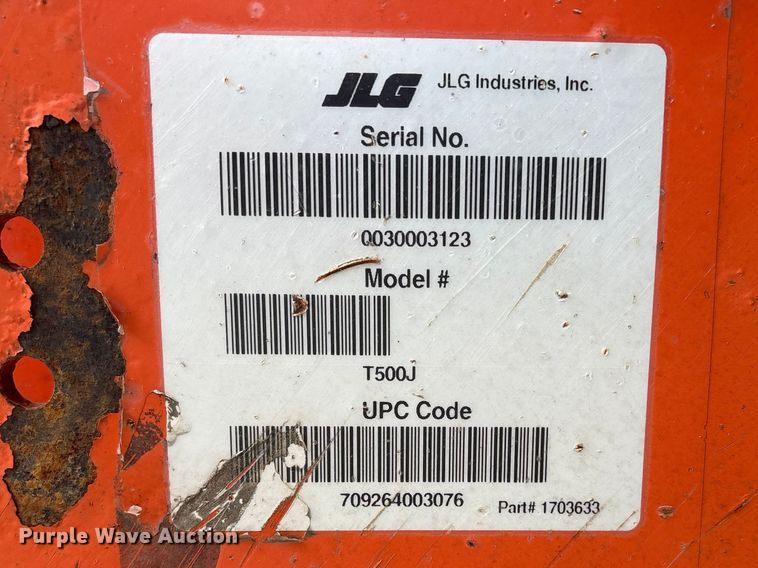 JLG JLG Industries, Inc.
Serial No.
0030003123
Model #
T500J
UPC Code
709264003076
Part# 1703633
Purple Wave Auction